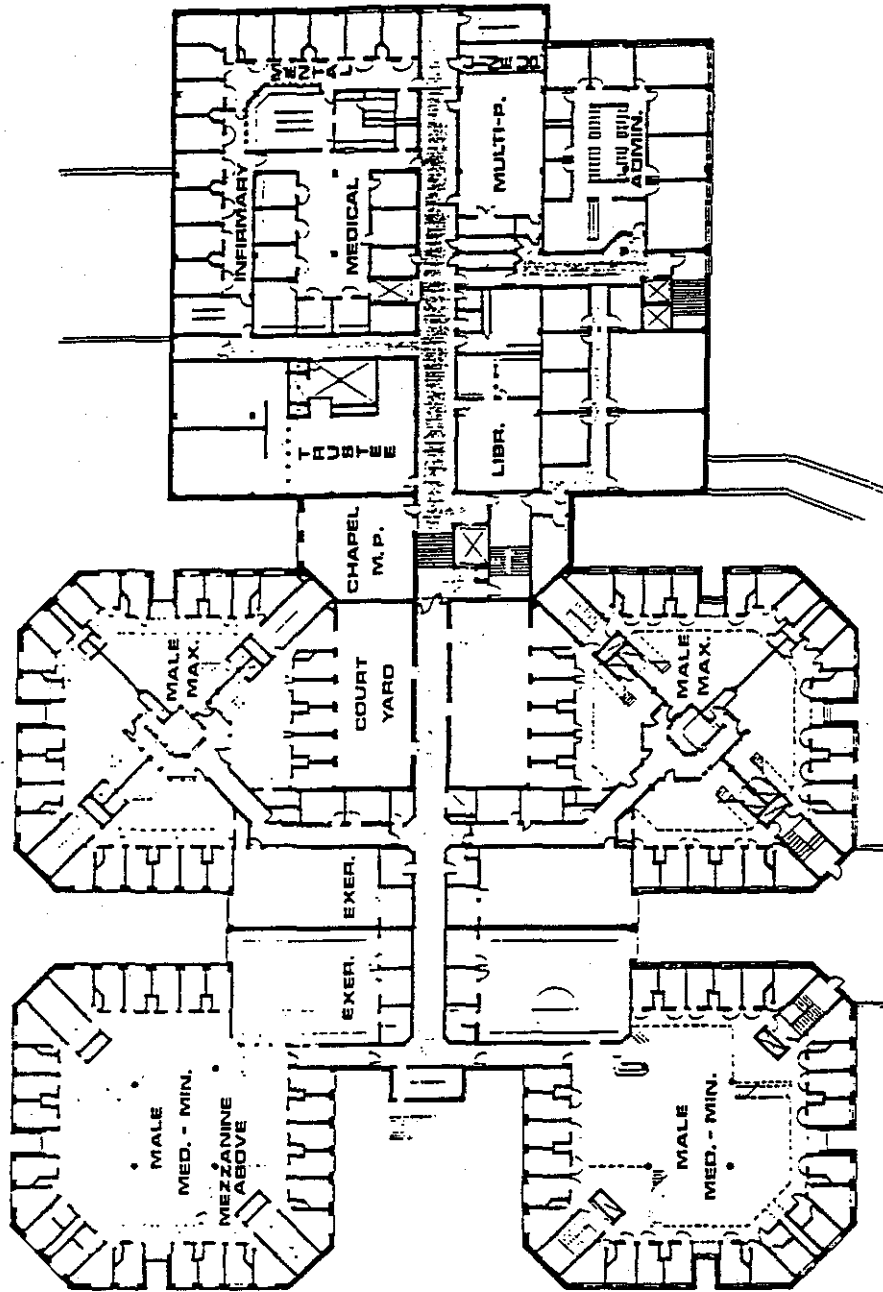 MENTAL
INFIRMARY
MEDICAL
MULTI-P.
ADMIN.
TRUSTEE
LIBR.
CHAPEL
M. P.
MALE
MAX.
COURT
YARD
MALE
MAX.
EXER.
EXER.
MALE
MED. - MIN.
MEZZANINE
ABOVE
MALE
MED. - MIN.